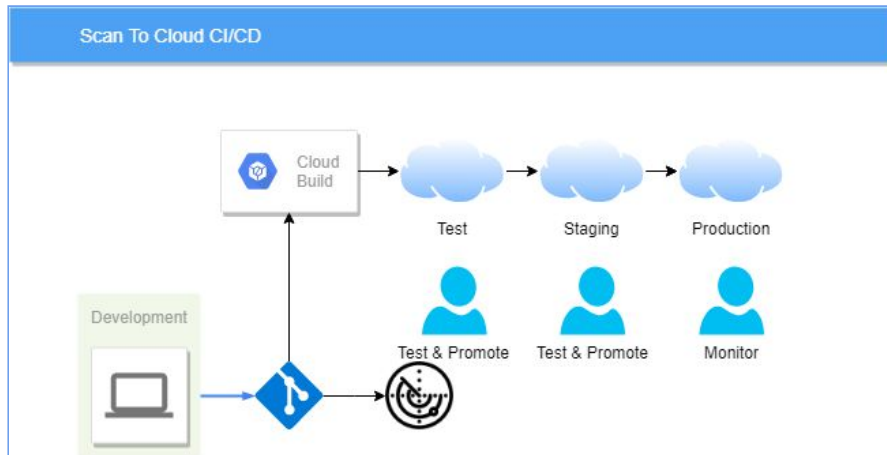 Scan To Cloud CI/CD
Cloud
Build
Test
Staging
Production
Development
Test & Promote
Test & Promote
Monitor